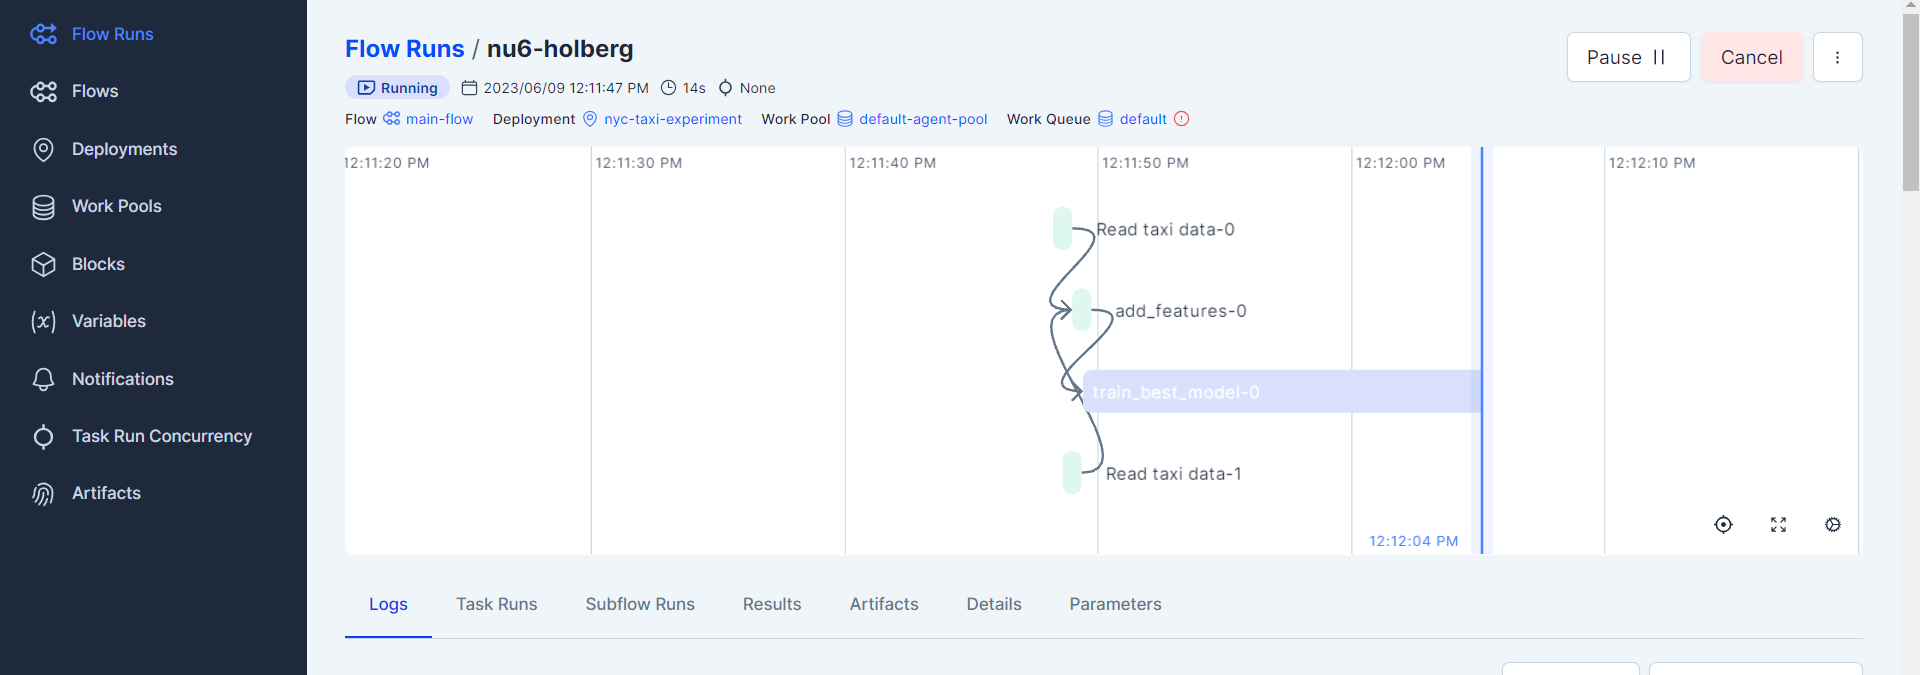 Flow Runs
Flows
Deployments
Work Pools
Blocks
Variables
Notifications
Task Run Concurrency
Artifacts
Flow Runs / nu6-holberg
Pause
Cancel
Running 2023/06/09 12:11:47 PM 14s None
Flow main-flow Deployment nyc-taxi-experiment Work Pool default-agent-pool Work Queue default
12:11:20 PM 12:11:30 PM 12:11:40 PM 12:11:50 PM 12:12:00 PM 12:12:10 PM
Read taxi data-0
add_features-0
train_best_model-0
Read taxi data-1
12:12:04 PM
Logs Task Runs Subflow Runs Results Artifacts Details Parameters